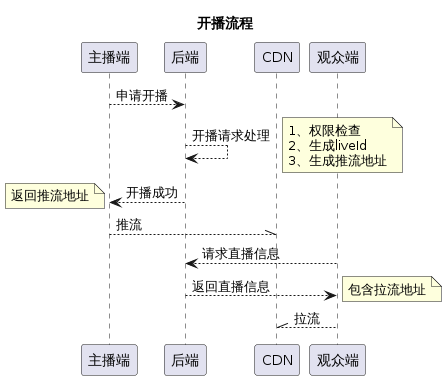 开播流程
主播端
后端
CDN
观众端
申请开播
开播请求处理
1、权限检查
2、生成liveId
3、生成推流地址
返回推流地址
开播成功
推流
请求直播信息
返回直播信息
包含拉流地址
拉流
主播端
后端
CDN
观众端